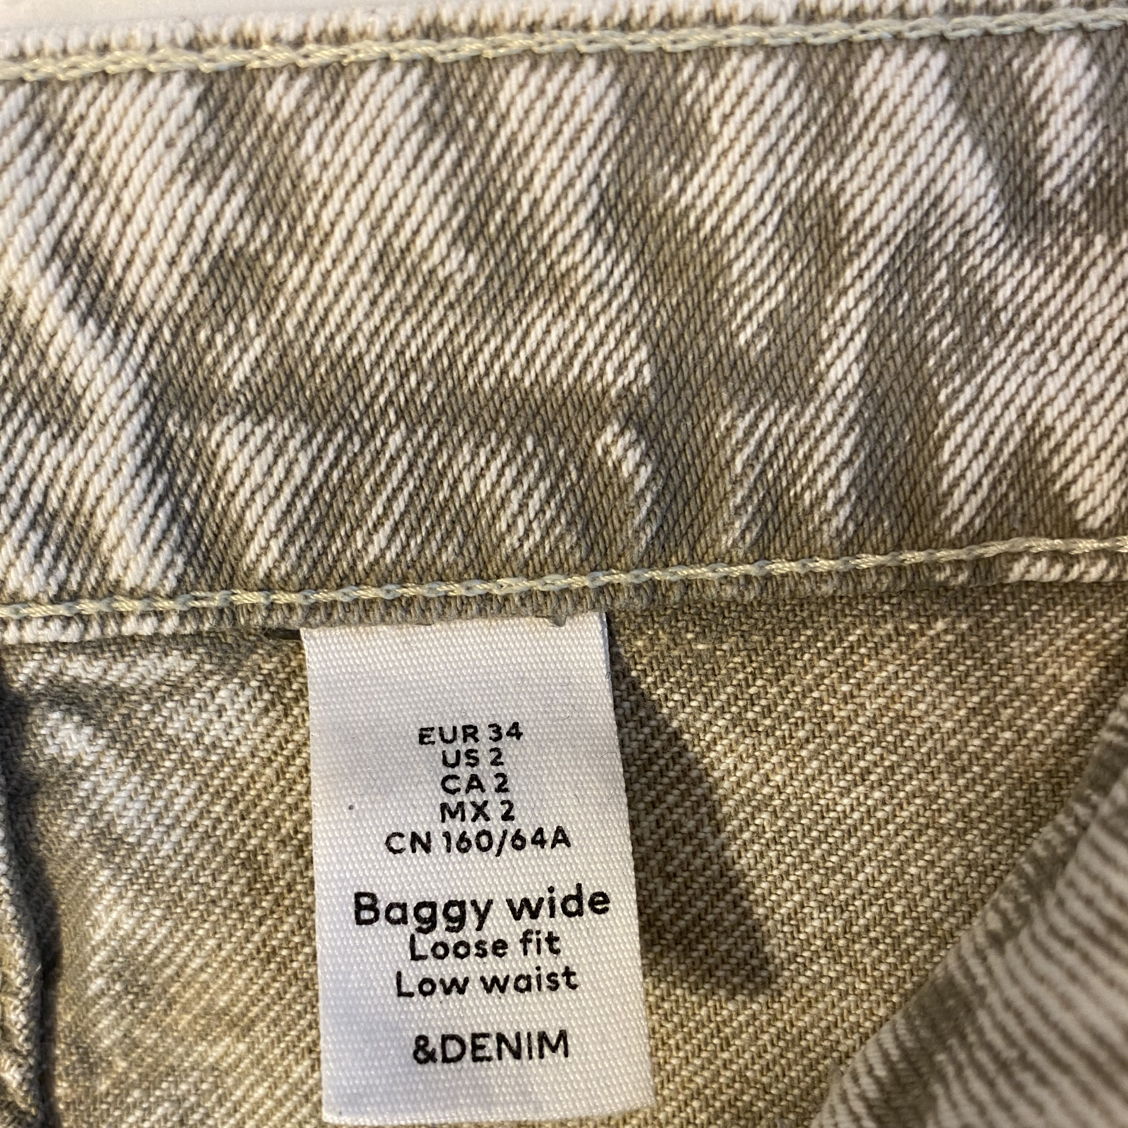 EUR 34
US 2
CA 2
MX 2
CN 160/64A
Baggy wide
Loose fit
Low waist
&DENIM